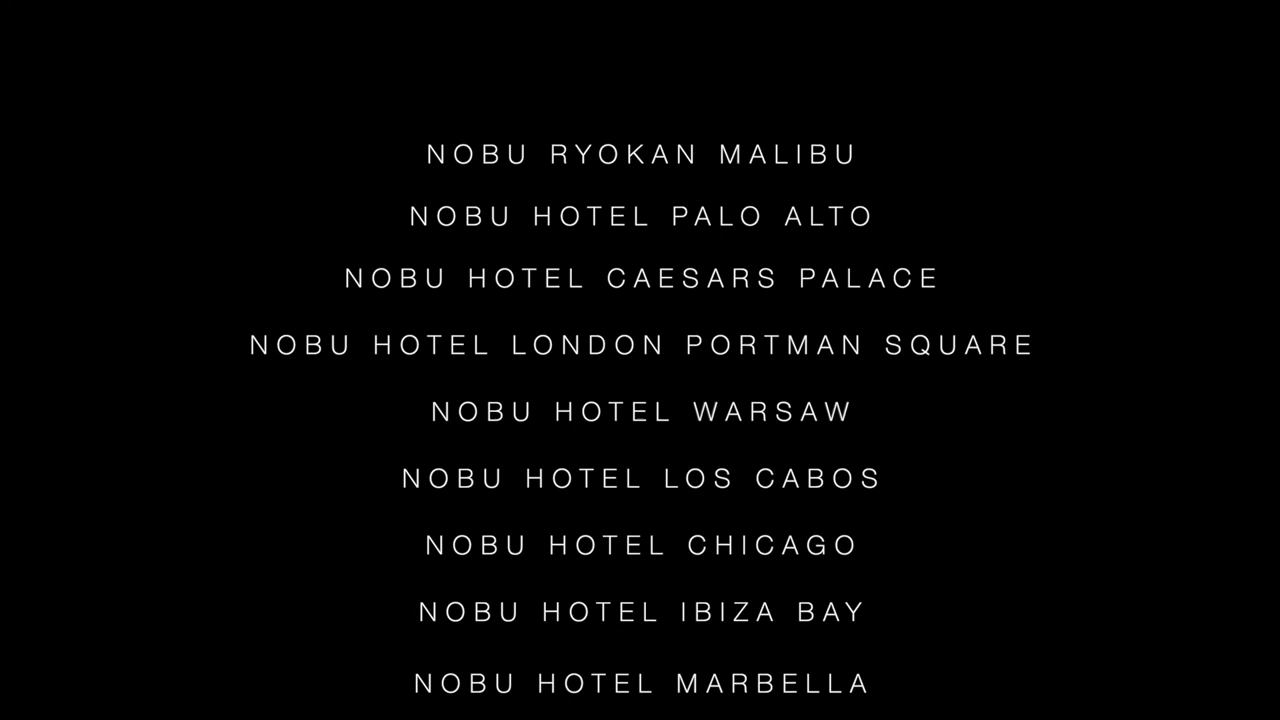 NOBU RYOKAN MALIBU
NOBU HOTEL PALO ALTO
NOBU HOTEL CAESARS PALACE
NOBU HOTEL LONDON PORTMAN SQUARE
NOBU HOTEL WARSAW
NOBU HOTEL LOS CABOS
NOBU HOTEL CHICAGO
NOBU HOTEL IBIZA BAY
NOBU HOTEL MARBELLA